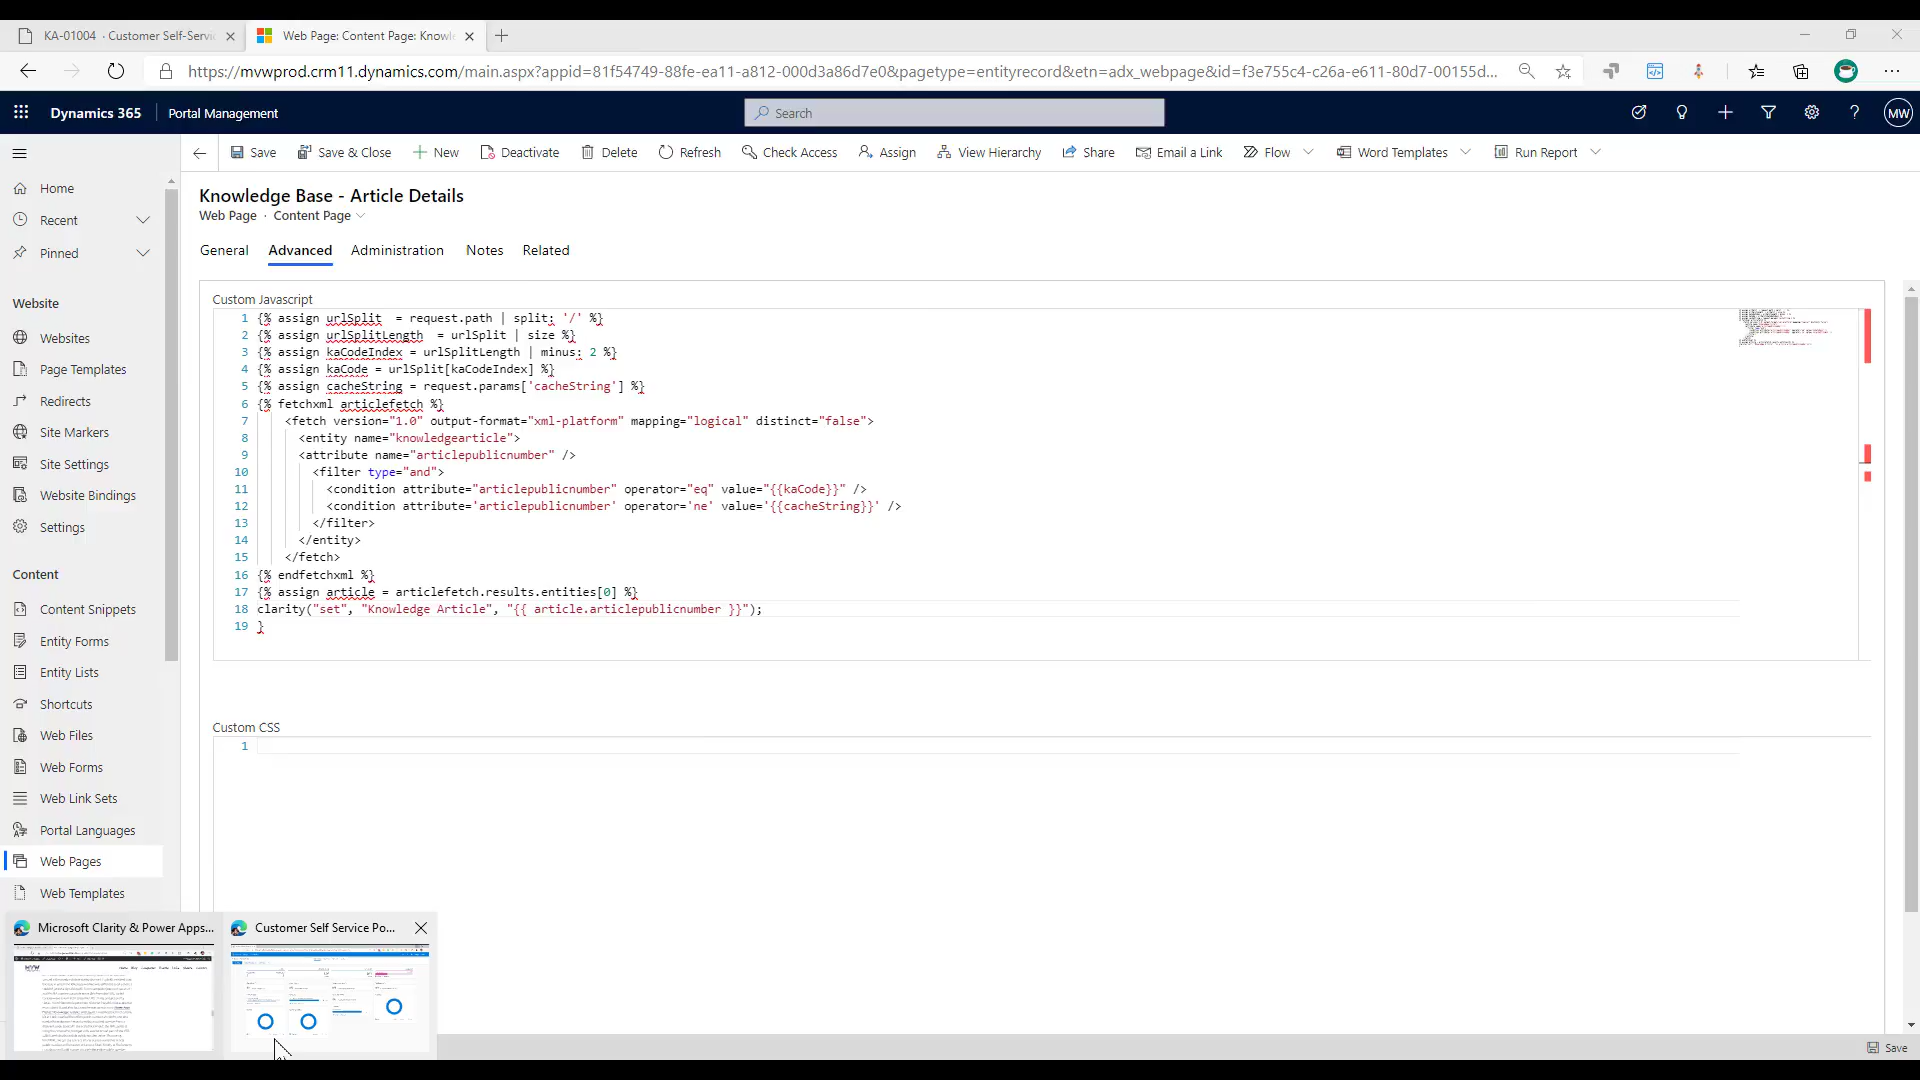 KA-01004 · Customer Self-Servi
Web Page: Content Page: Knowl
https://mvwprod.crm11.dynamics.com/main.aspx?appid=81f54749-88fe-ea11-a812-000d3a86d7e0&pagetype=entityrecord&etn=adx_webpage&id=f3e755c4-c26a-e611-80d7-00155d...
Dynamics 365
Portal Management
Search
MW
Save
Save & Close
New
Deactivate
Delete
Refresh
Check Access
Assign
View Hierarchy
Share
Email a Link
Flow
Word Templates
Run Report
Home
Recent
Pinned
Website
Websites
Page Templates
Redirects
Site Markers
Site Settings
Website Bindings
Settings
Content
Content Snippets
Entity Forms
Entity Lists
Shortcuts
Web Files
Web Forms
Web Link Sets
Portal Languages
Web Pages
Web Templates
Knowledge Base - Article Details
Web Page · Content Page
General
Advanced
Administration
Notes
Related
Custom Javascript
1 {% assign urlSplit  = request.path | split: '/' %}
2 {% assign urlSplitLength  = urlSplit | size %}
3 {% assign kaCodeIndex = urlSplitLength | minus: 2 %}
4 {% assign kaCode = urlSplit[kaCodeIndex] %}
5 {% assign cacheString = request.params['cacheString'] %}
6 {% fetchxml articlefetch %}
7 <fetch version="1.0" output-format="xml-platform" mapping="logical" distinct="false">
8 <entity name="knowledgearticle">
9 <attribute name="articlepublicnumber" />
10 <filter type="and">
11 <condition attribute="articlepublicnumber" operator="eq" value="{{kaCode}}" />
12 <condition attribute='articlepublicnumber' operator='ne' value='{{cacheString}}' />
13 </filter>
14 </entity>
15 </fetch>
16 {% endfetchxml %}
17 {% assign article = articlefetch.results.entities[0] %}
18 clarity("set", "Knowledge Article", "{{ article.articlepublicnumber }}");
19 }
Custom CSS
1
Microsoft Clarity & Power Apps...
Customer Self Service Po...
Save